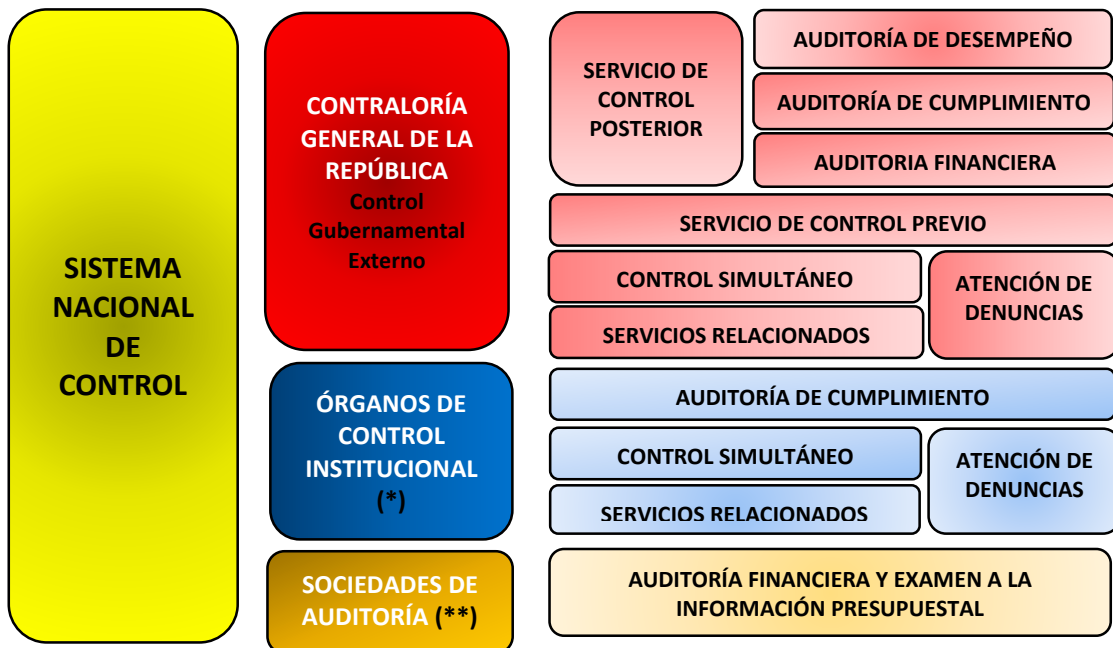 SISTEMA
NACIONAL
DE
CONTROL
CONTRALORÍA
GENERAL DE LA
REPÚBLICA
Control
Gubernamental
Externo
SERVICIO DE
CONTROL
POSTERIOR
AUDITORÍA DE DESEMPEÑO
AUDITORÍA DE CUMPLIMIENTO
AUDITORIA FINANCIERA
SERVICIO DE CONTROL PREVIO
CONTROL SIMULTÁNEO
SERVICIOS RELACIONADOS
ATENCIÓN DE
DENUNCIAS
ÓRGANOS DE
CONTROL
INSTITUCIONAL
(*)
AUDITORÍA DE CUMPLIMIENTO
CONTROL SIMULTÁNEO
SERVICIOS RELACIONADOS
ATENCIÓN DE
DENUNCIAS
SOCIEDADES DE
AUDITORÍA (**)
AUDITORÍA FINANCIERA Y EXAMEN A LA
INFORMACIÓN PRESUPUESTAL